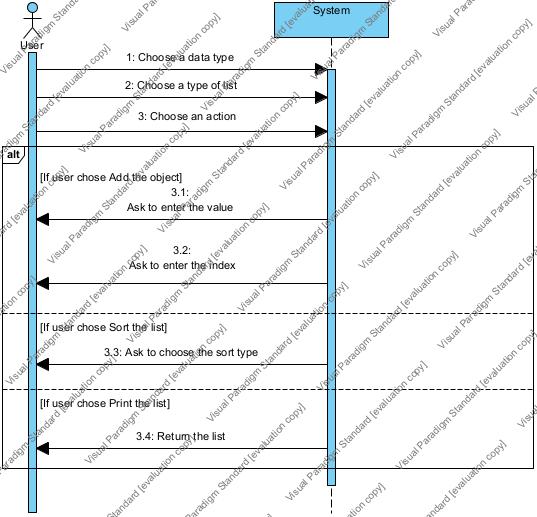 System
User
1: Choose a data type
2: Choose a type of list
3: Choose an action
alt
[If user chose Add the object]
3.1:
Ask to enter the value
3.2:
Ask to enter the index
[If user chose Sort the list]
3.3: Ask to choose the sort type
[If user chose Print the list]
3.4: Return the list
Visual Paradigm Standard [evaluation copy]